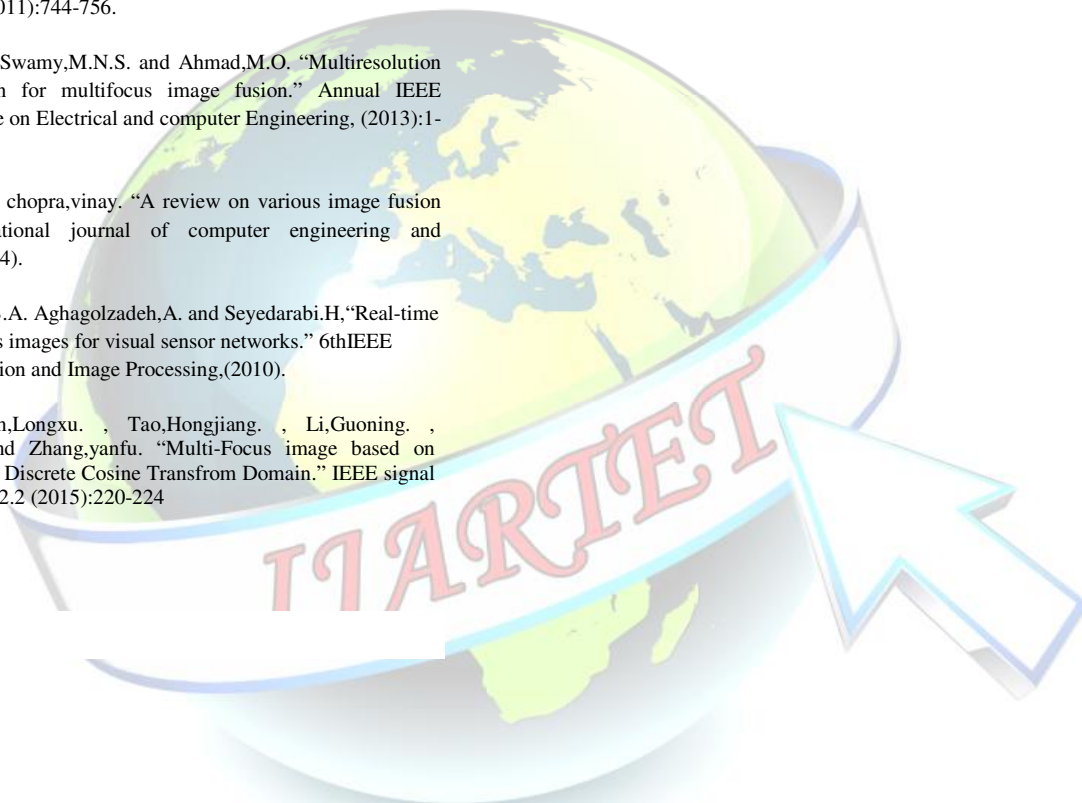 011):744-756.
Swamy,M.N.S. and Ahmad,M.O. “Multiresolution
n for multifocus image fusion.” Annual IEEE
e on Electrical and computer Engineering, (2013):1-
chopra,vinay. “A review on various image fusion
ational journal of computer engineering and
4).
.A. Aghagolzadeh,A. and Seyedarabi.H,“Real-time
s images for visual sensor networks.” 6thIEEE
ion and Image Processing,(2010).
n,Longxu. , Tao,Hongjiang. , Li,Guoning. ,
nd Zhang,yanfu. “Multi-Focus image based on
Discrete Cosine Transfrom Domain.” IEEE signal
2.2 (2015):220-224
IJARTET